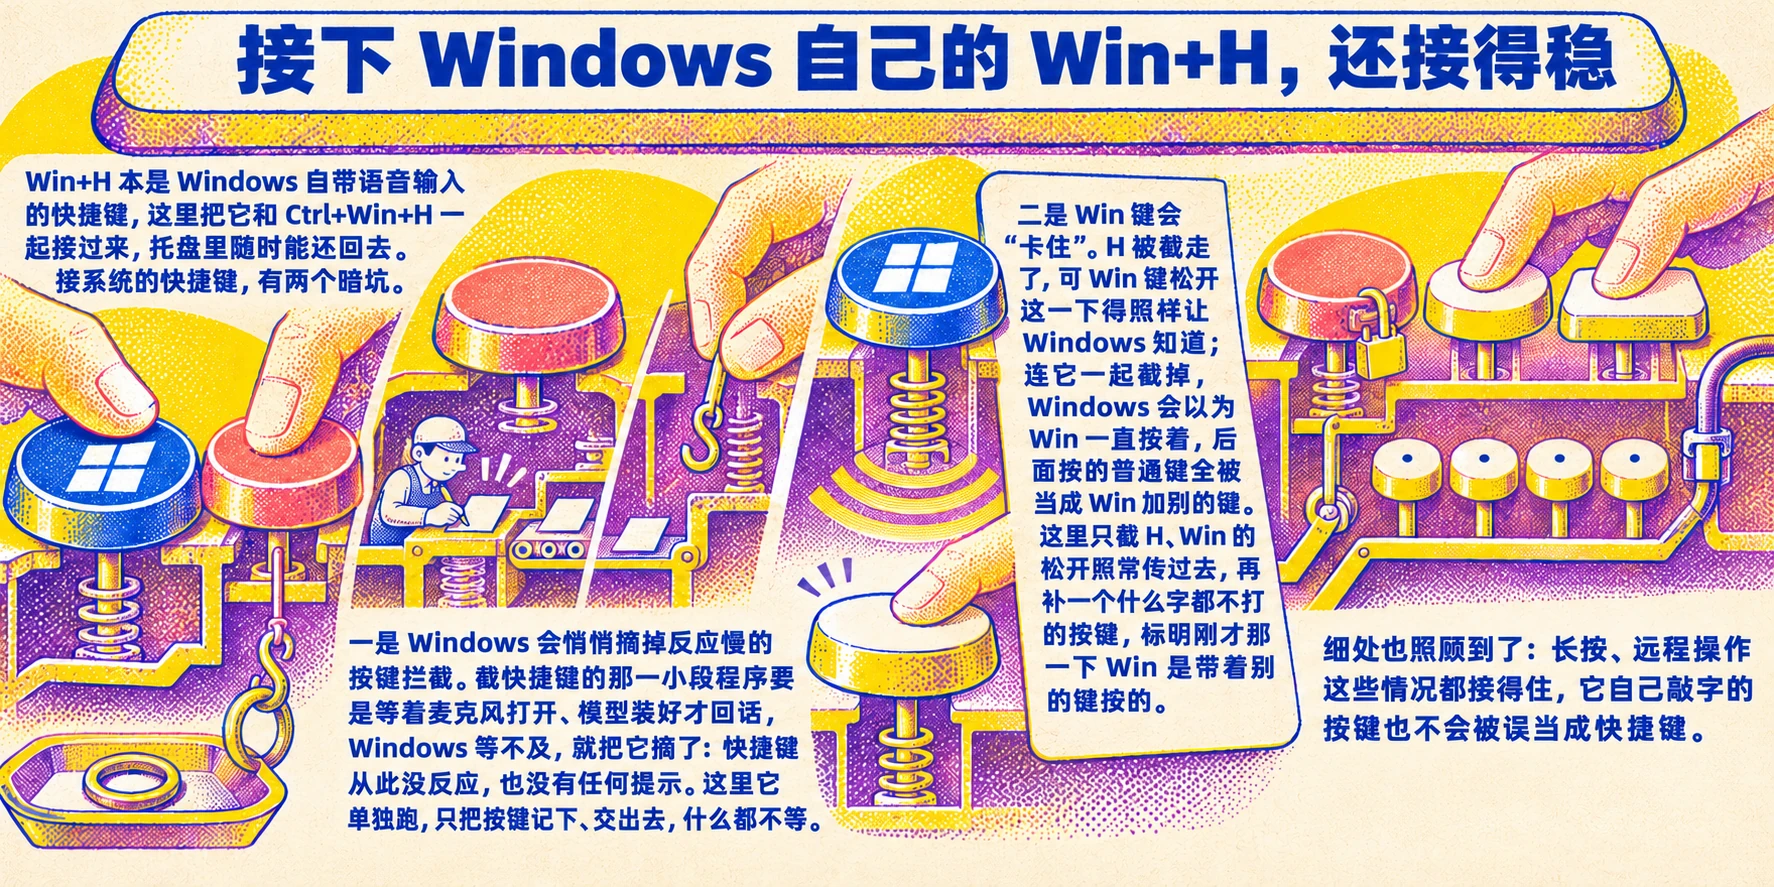 接下 Windows 自己的 Win+H，还接得稳
Win+H 本是 Windows 自带语音输入
的快捷键，这里把它和 Ctrl+Win+H 一
起接过来，托盘里随时能还回去。
接系统的快捷键，有两个暗坑。
一是 Windows 会悄悄摘掉反应慢的
按键拦截。截快捷键的那一小段程序要
是等着麦克风打开、模型装好才回话，
Windows 等不及，就把它摘了：快捷键
从此没反应，也没有任何提示。这里它
单独跑，只把按键记下、交出去，什么都不等。
二是 Win 键会
“卡住”。H 被截走
了，可 Win 键松开
这一下得照样让
Windows 知道；
连它一起截掉，
Windows 会以为
Win 一直按着，后
面按的普通键全被
当成 Win 加别的键。
这里只截 H、Win 的
松开照常传过去，再
补一个什么字都不打
的按键，标明刚才那
一下 Win 是带着别
的键按的。
细处也照顾到了：长按、远程操作
这些情况都接得住，它自己敲字的
按键也不会被误当成快捷键。